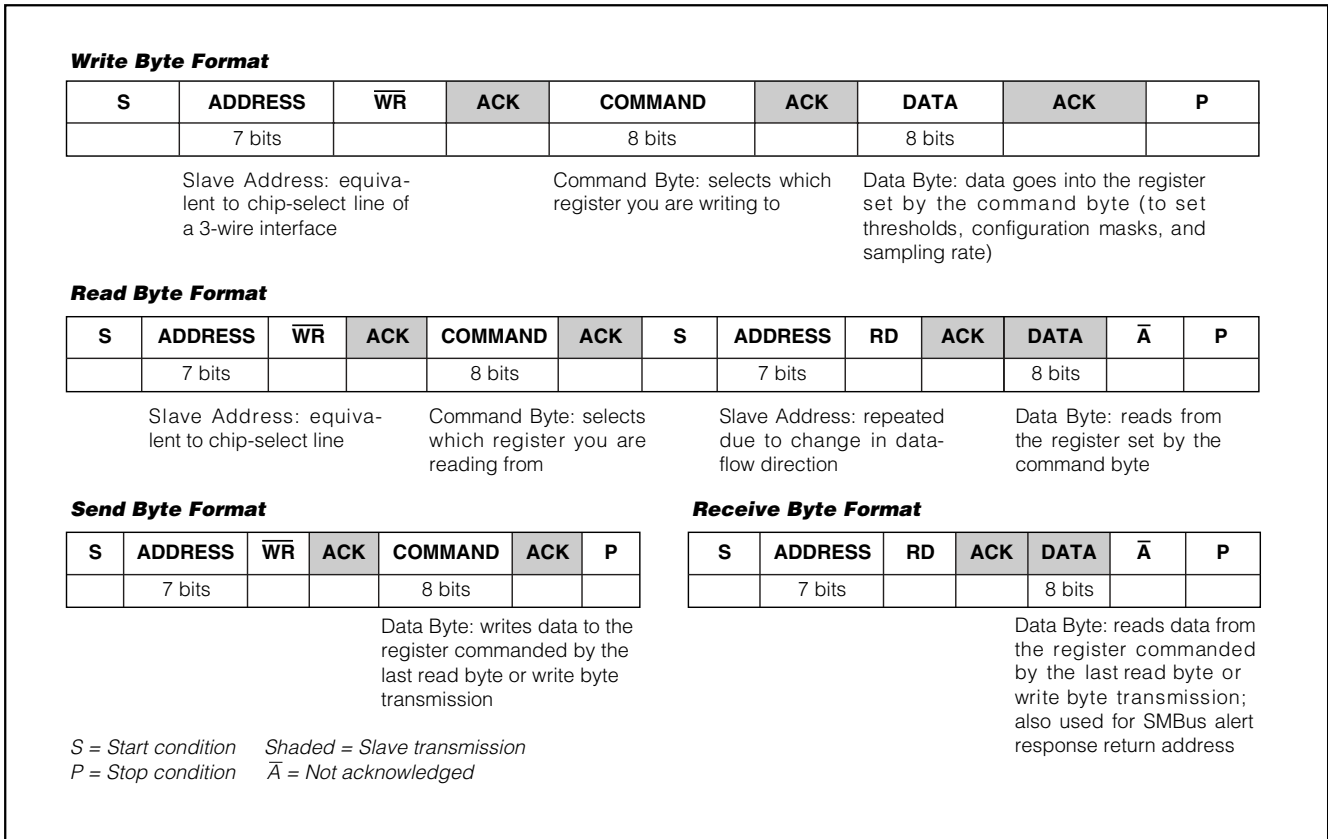 Write Byte Format
S ADDRESS W̅R̅ ACK COMMAND ACK DATA ACK P
7 bits 8 bits 8 bits
Slave Address: equiva-
lent to chip-select line of
a 3-wire interface
Command Byte: selects which
register you are writing to
Data Byte: data goes into the register
set by the command byte (to set
thresholds, configuration masks, and
sampling rate)
Read Byte Format
S ADDRESS W̅R̅ ACK COMMAND ACK S ADDRESS RD ACK DATA A̅ P
7 bits 8 bits 7 bits 8 bits
Slave Address: equiva-
lent to chip-select line
Command Byte: selects
which register you are
reading from
Slave Address: repeated
due to change in data-
flow direction
Data Byte: reads from
the register set by the
command byte
Send Byte Format
S ADDRESS W̅R̅ ACK COMMAND ACK P
7 bits 8 bits
Data Byte: writes data to the
register commanded by the
last read byte or write byte
transmission
Receive Byte Format
S ADDRESS RD ACK DATA A̅ P
7 bits 8 bits
Data Byte: reads data from
the register commanded
by the last read byte or
write byte transmission;
also used for SMBus alert
response return address
S = Start condition Shaded = Slave transmission
P = Stop condition A̅ = Not acknowledged